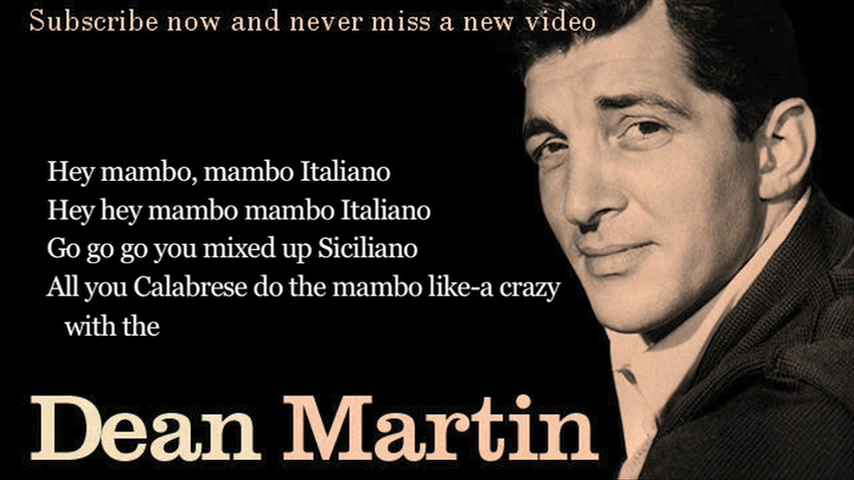 Subscribe now and never miss a new video
Hey mambo, mambo Italiano
Hey hey mambo mambo Italiano
Go go go you mixed up Siciliano
All you Calabrese do the mambo like-a crazy
with the
Dean Martin